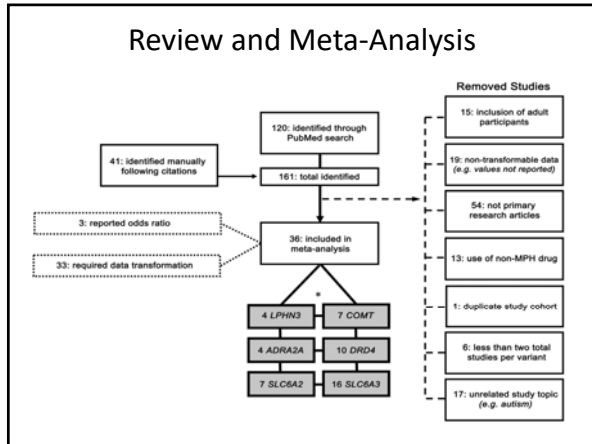 Review and Meta-Analysis
Removed Studies
15: inclusion of adult
participants
120: identified through
PubMed search
41: identified manually
following citations
161: total identified
19: non-transformable data
(e.g. values not reported)
54: not primary
research articles
3: reported odds ratio
36: included in
meta-analysis
33: required data transformation
13: use of non-MPH drug
1: duplicate study cohort
*
4 LPHN3
7 COMT
4 ADRA2A
10 DRD4
7 SLC6A2
16 SLC6A3
6: less than two total
studies per variant
17: unrelated study topic
(e.g. autism)